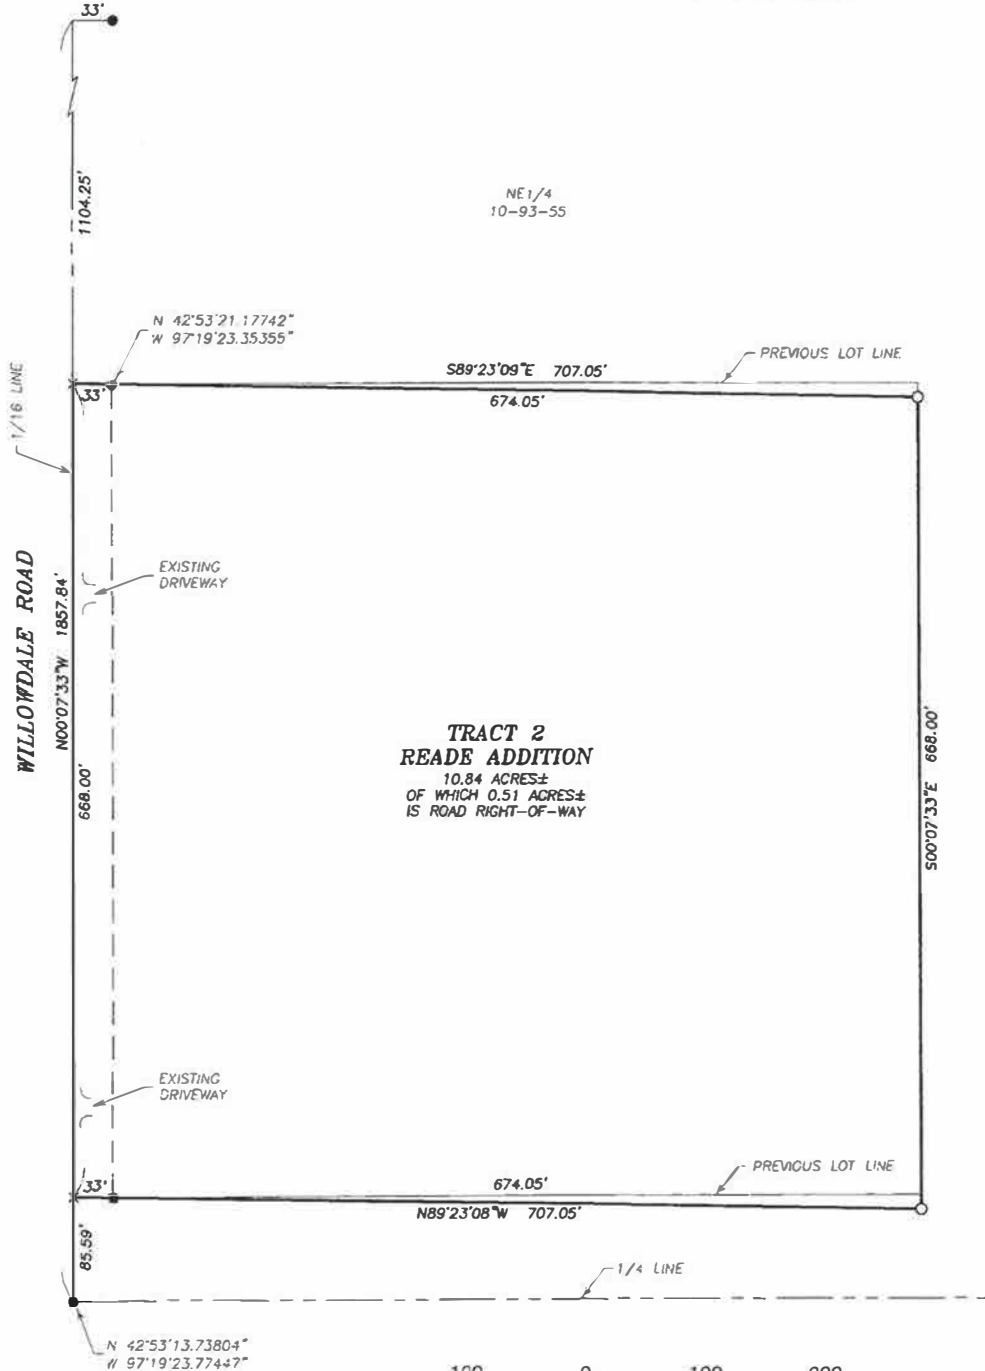 33'
1104.25'
NE1/4
10-93-55
N 42°53'21.17742"
W 97°19'23.35355"
PREVIOUS LOT LINE
S89°23'09"E 707.05'
33'
674.05'
1/16 LINE
EXISTING
DRIVEWAY
WILLOWDALE ROAD
N00°07'33"W 1857.84'
668.00'
TRACT 2
READE ADDITION
10.84 ACRES±
OF WHICH 0.51 ACRES±
IS ROAD RIGHT-OF-WAY
S00°07'33"E 668.00'
EXISTING
DRIVEWAY
33'
674.05'
PREVIOUS LOT LINE
N89°23'08"W 707.05'
85.59'
1/4 LINE
N 42°53'13.73804"
W 97°19'23.77447"
100 0 100 200